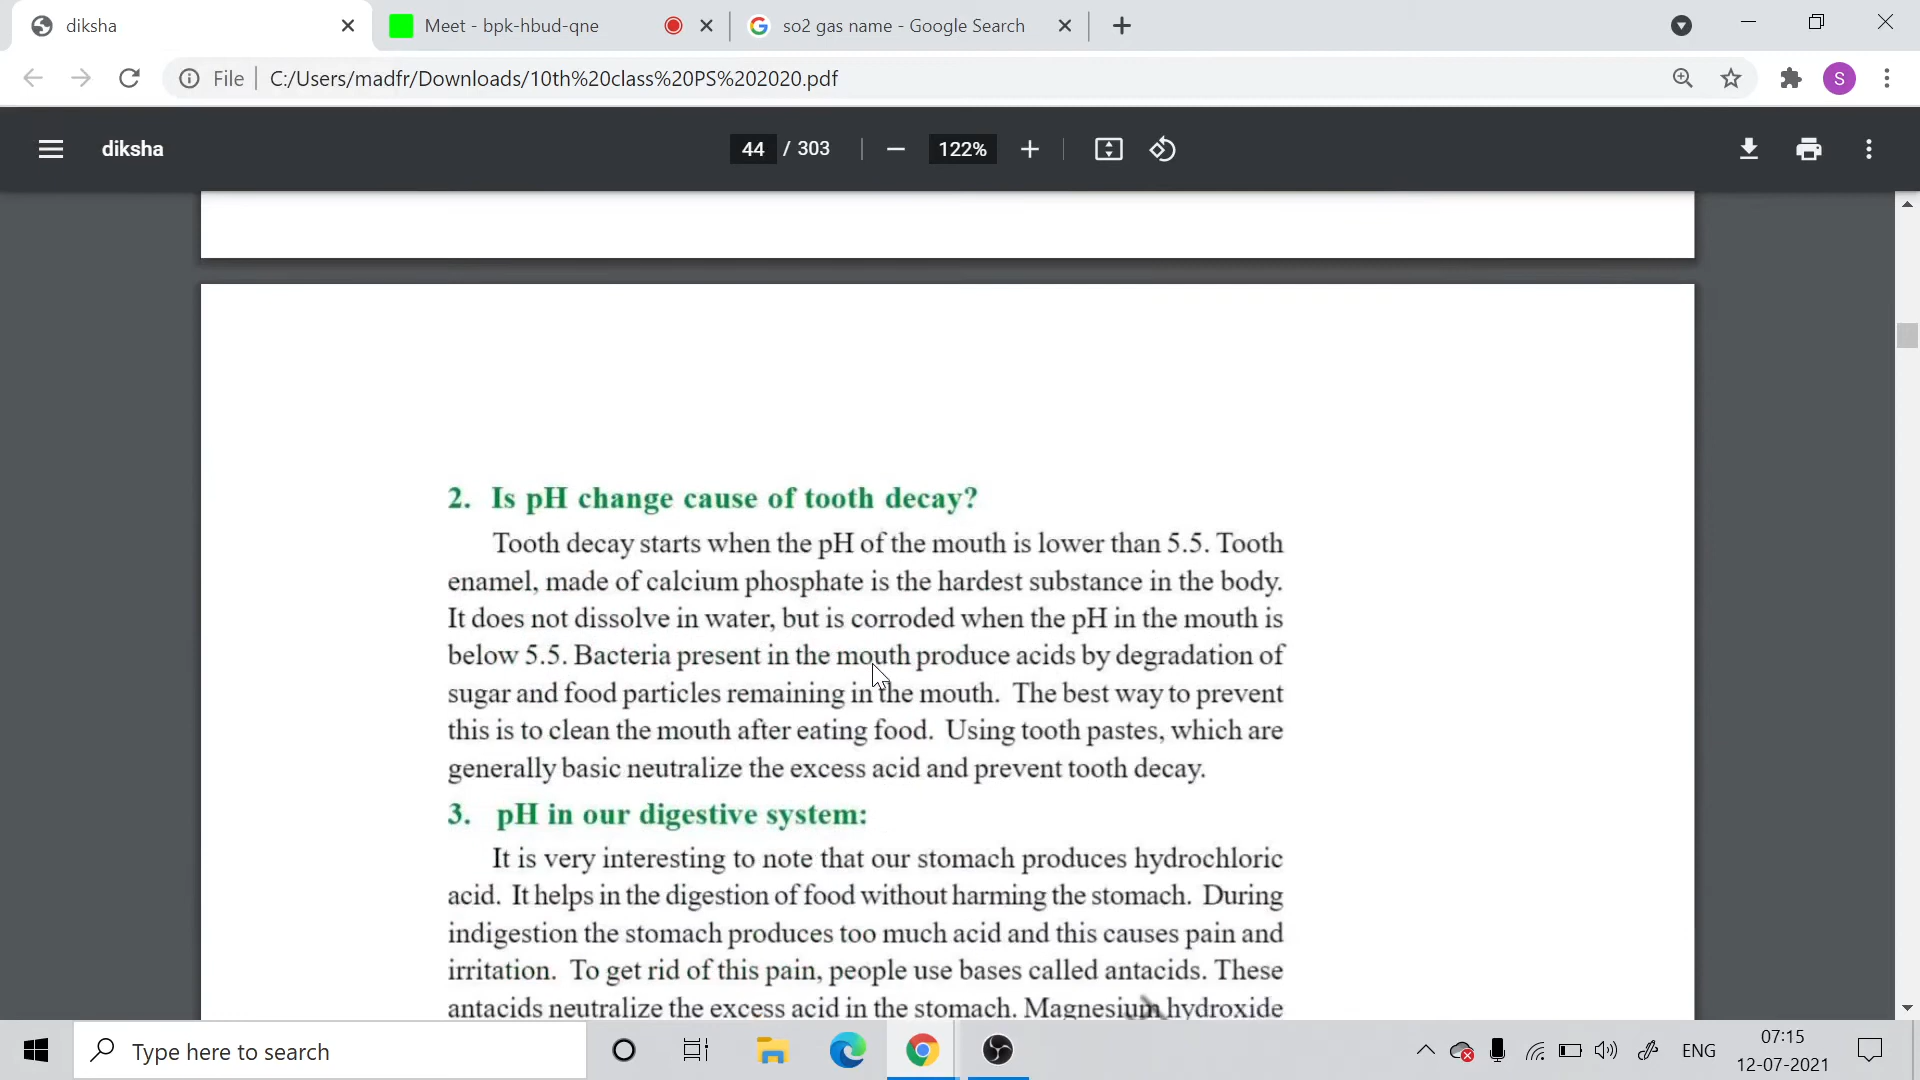 diksha
Meet - bpk-hbud-qne
so2 gas name - Google Search
File
C:/Users/madfr/Downloads/10th%20class%20PS%202020.pdf
S
diksha
44 / 303
122%
2. Is pH change cause of tooth decay?
Tooth decay starts when the pH of the mouth is lower than 5.5. Tooth
enamel, made of calcium phosphate is the hardest substance in the body.
It does not dissolve in water, but is corroded when the pH in the mouth is
below 5.5. Bacteria present in the mouth produce acids by degradation of
sugar and food particles remaining in the mouth. The best way to prevent
this is to clean the mouth after eating food. Using tooth pastes, which are
generally basic neutralize the excess acid and prevent tooth decay.
3. pH in our digestive system:
It is very interesting to note that our stomach produces hydrochloric
acid. It helps in the digestion of food without harming the stomach. During
indigestion the stomach produces too much acid and this causes pain and
irritation. To get rid of this pain, people use bases called antacids. These
antacids neutralize the excess acid in the stomach. Magnesium hydroxide
Type here to search
ENG
07:15
12-07-2021